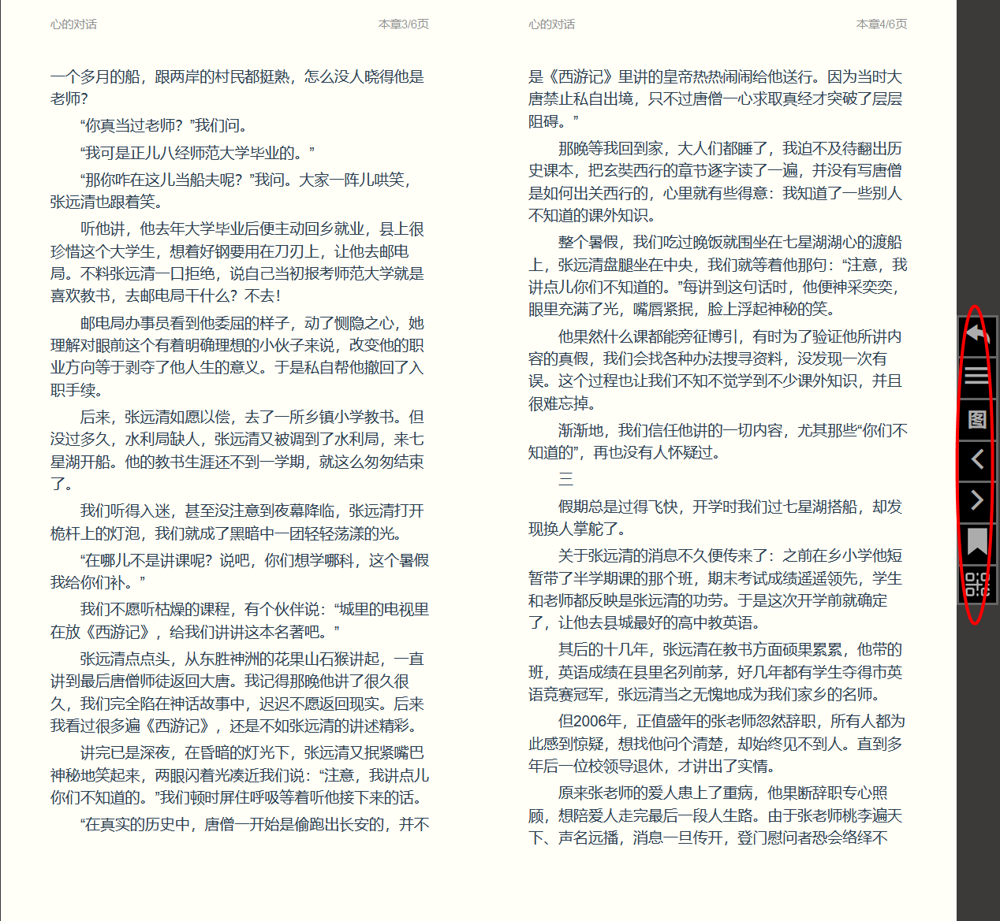 心的对话
本章3/6页
一个多月的船，跟两岸的村民都挺熟，怎么没人晓得他是
老师？
“你真当过老师？”我们问。
“我可是正儿八经师范大学毕业的。”
“那你咋在这儿当船夫呢？”我问。大家一阵儿哄笑，
张远清也跟着笑。
听他讲，他去年大学毕业后便主动回乡就业，县上很
珍惜这个大学生，想着好钢要用在刀刃上，让他去邮电
局。不料张远清一口拒绝，说自己当初报考师范大学就是
喜欢教书，去邮电局干什么？不去！
邮电局办事员看到他委屈的样子，动了恻隐之心，她
理解对眼前这个有着明确理想的小伙子来说，改变他的职
业方向等于剥夺了他人生的意义。于是私自帮他撤回了入
职手续。
后来，张远清如愿以偿，去了一所乡镇小学教书。但
没过多久，水利局缺人，张远清又被调到了水利局，来七
星湖开船。他的教书生涯还不到一学期，就这么匆匆结束
了。
我们听得入迷，甚至没注意到夜幕降临，张远清打开
桅杆上的灯泡，我们就成了黑暗中一团轻轻荡漾的光。
“在哪儿不是讲课呢？说吧，你们想学哪科，这个暑假
我给你们补。”
我们不愿听枯燥的课程，有个伙伴说：“城里的电视里
在放《西游记》，给我们讲讲这本名著吧。”
张远清点点头，从东胜神洲的花果山石猴讲起，一直
讲到最后唐僧师徒返回大唐。我记得那晚他讲了很久很
久，我们完全陷在神话故事中，迟迟不愿返回现实。后来
我看过很多遍《西游记》，还是不如张远清的讲述精彩。
讲完已是深夜，在昏暗的灯光下，张远清又抿紧嘴巴
神秘地笑起来，两眼闪着光凑近我们说：“注意，我讲点儿
你们不知道的。”我们顿时屏住呼吸等着听他接下来的话。
“在真实的历史中，唐僧一开始是偷跑出长安的，并不
心的对话
本章4/6页
是《西游记》里讲的皇帝热热闹闹给他送行。因为当时大
唐禁止私自出境，只不过唐僧一心求取真经才突破了层层
阻碍。”
那晚等我回到家，大人们都睡了，我迫不及待翻出历
史课本，把玄奘西行的章节逐字读了一遍，并没有写唐僧
是如何出关西行的，心里就有些得意：我知道了一些别人
不知道的课外知识。
整个暑假，我们吃过晚饭就围坐在七星湖湖心的渡船
上，张远清盘腿坐在中央，我们就等着他那句：“注意，我
讲点儿你们不知道的。”每讲到这句话时，他便神采奕奕，
眼里充满了光，嘴唇紧抿，脸上浮起神秘的笑。
他果然什么课都能旁征博引，有时为了验证他所讲内
容的真假，我们会找各种办法搜寻资料，没发现一次有
误。这个过程也让我们不知不觉学到不少课外知识，并且
很难忘掉。
渐渐地，我们信任他讲的一切内容，尤其那些“你们不
知道的”，再也没有人怀疑过。
三
假期总是过得飞快，开学时我们过七星湖搭船，却发
现换人掌舵了。
关于张远清的消息不久便传来了：之前在乡小学他短
暂带了半学期课的那个班，期末考试成绩遥遥领先，学生
和老师都反映是张远清的功劳。于是这次开学前就确定
了，让他去县城最好的高中教英语。
其后的十几年，张远清在教书方面硕果累累，他带的
班，英语成绩在县里名列前茅，好几年都有学生夺得市英
语竞赛冠军，张远清当之无愧地成为我们家乡的名师。
但2006年，正值盛年的张老师忽然辞职，所有人都为
此感到惊疑，想找他问个清楚，却始终见不到人。直到多
年后一位校领导退休，才讲出了实情。
原来张老师的爱人患上了重病，他果断辞职专心照
顾，想陪爱人走完最后一段人生路。由于张老师桃李遍天
下、声名远播，消息一旦传开，登门慰问者恐会络绎不
图